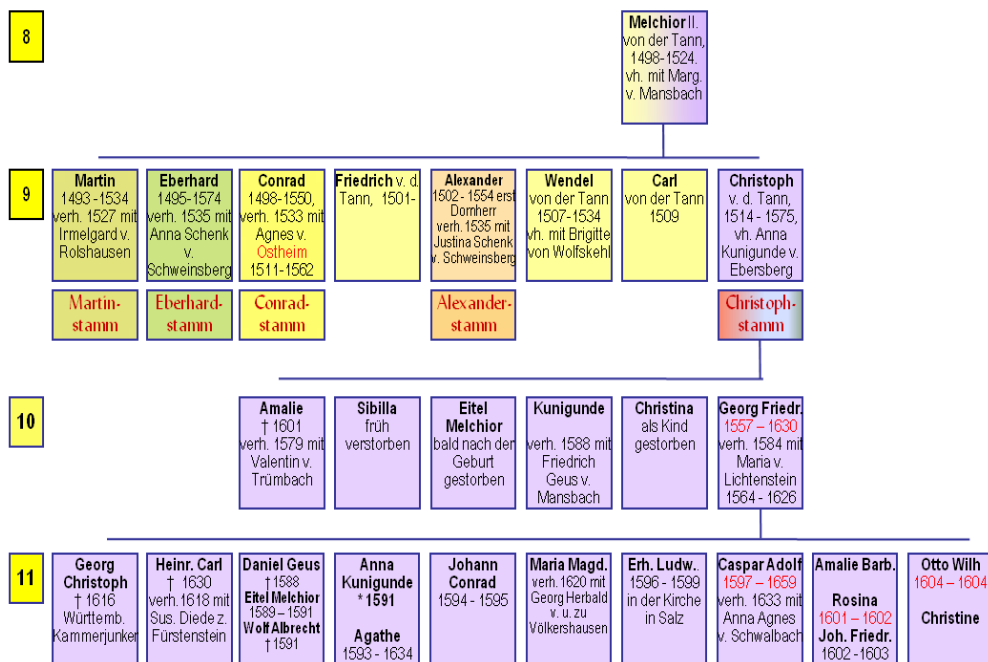 8
Melchior II.
von der Tann,
1498-1524.
vh. mit Marg.
v. Mansbach
9
Martin
1493 -1534
verh. 1527 mit
Irmelgard v.
Rolshausen
Eberhard
1495-1574
verh. 1535 mit
Anna Schenk
v.
Schweinsberg
Conrad
1498-1550,
verh. 1533 mit
Agnes v.
Ostheim
1511-1562
Friedrich v. d.
Tann, 1501-
Alexander
1502 - 1554 erst
Domherr
verh. 1535 mit
Justina Schenk
v. Schweinsberg
Wendel
von der Tann
1507-1534
vh. mit Brigitte
von Wolfskehl
Carl
von der Tann
1509
Christoph
v. d. Tann,
1514 - 1575,
vh. Anna
Kunigunde v.
Ebersberg
Martin-
stamm
Eberhard-
stamm
Conrad-
stamm
Alexander-
stamm
Christoph-
stamm
10
Amalie
† 1601
verh. 1579 mit
Valentin v.
Trümbach
Sibilla
früh
verstorben
Eitel
Melchior
bald nach der
Geburt
gestorben
Kunigunde
verh. 1588 mit
Friedrich
Geus v.
Mansbach
Christina
als Kind
gestorben
Georg Friedr.
1557 – 1630
verh. 1584 mit
Maria v.
Lichtenstein
1564 - 1626
11
Georg
Christoph
† 1616
Württemb.
Kammerjunker
Heinr. Carl
† 1630
verh. 1618 mit
Sus. Diede z.
Fürstenstein
Daniel Geus
†1588
Eitel Melchior
1589 – 1591
Wolf Albrecht
†1591
Anna
Kunigunde
* 1591
Agathe
1593 - 1634
Johann
Conrad
1594 - 1595
Maria Magd.
verh. 1620 mit
Georg Herbald
v. u. zu
Völkershausen
Erh. Ludw..
1596 - 1599
in der Kirche
in Salz
Caspar Adolf
1597 – 1659
verh. 1633 mit
Anna Agnes
v. Schwalbach
Amalie Barb.
Rosina
1601 – 1602
Joh. Friedr.
1602 -1603
Otto Wilh
1604 – 1604
Christine